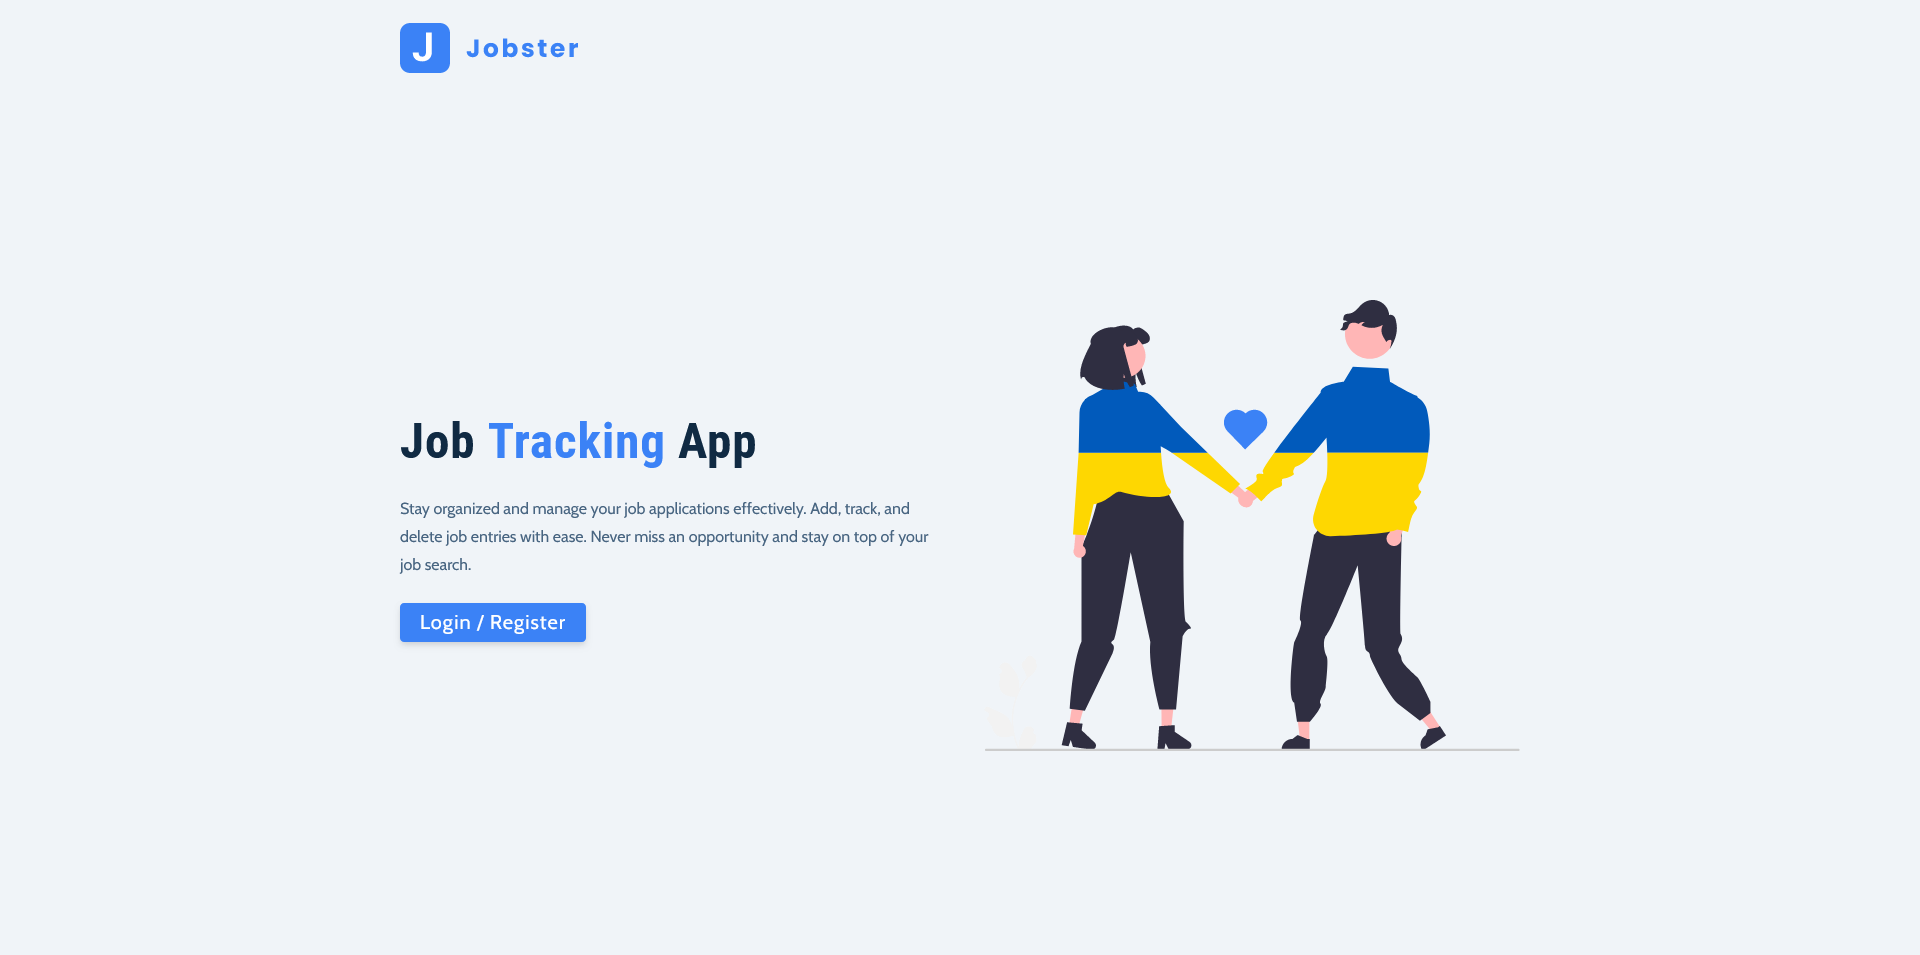 J Jobster
Job Tracking App
Stay organized and manage your job applications effectively. Add, track, and
delete job entries with ease. Never miss an opportunity and stay on top of your
job search.
Login / Register